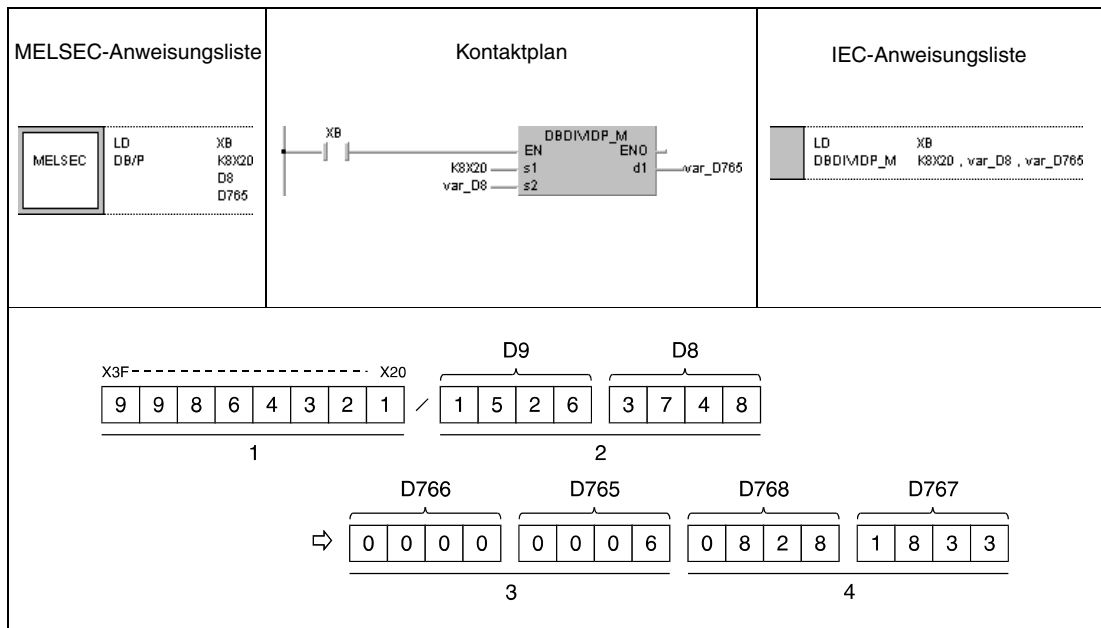 MELSEC-Anweisungsliste
Kontaktplan
IEC-Anweisungsliste
MELSEC
LD XB
DB/P K8X20
D8
D765
XB
DBDIVIDP_M
EN ENO
K8X20 s1 d1 var_D765
var_D8 s2
LD XB
DBDIVIDP_M K8X20 , var_D8 , var_D765
D9 D8
X3F X20
9 9 8 6 4 3 2 1 / 1 5 2 6 3 7 4 8
1 2
D766 D765 D768 D767
⇨ 0 0 0 0 0 0 0 6 0 8 2 8 1 8 3 3
3 4